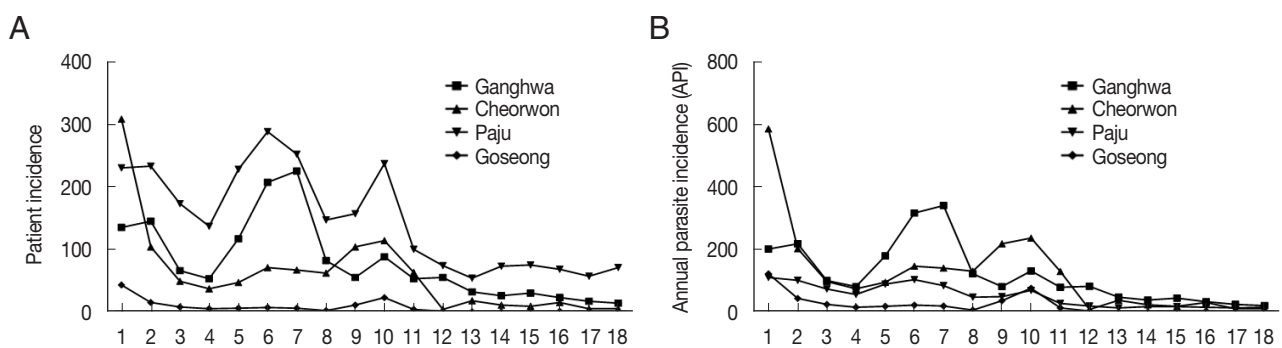 A
Patient incidence
400
300
200
100
0
Ganghwa
Cheorwon
Paju
Goseong
1 2 3 4 5 6 7 8 9 10 11 12 13 14 15 16 17 18
B
Annual parasite incidence (API)
800
600
400
200
0
Ganghwa
Cheorwon
Paju
Goseong
1 2 3 4 5 6 7 8 9 10 11 12 13 14 15 16 17 18